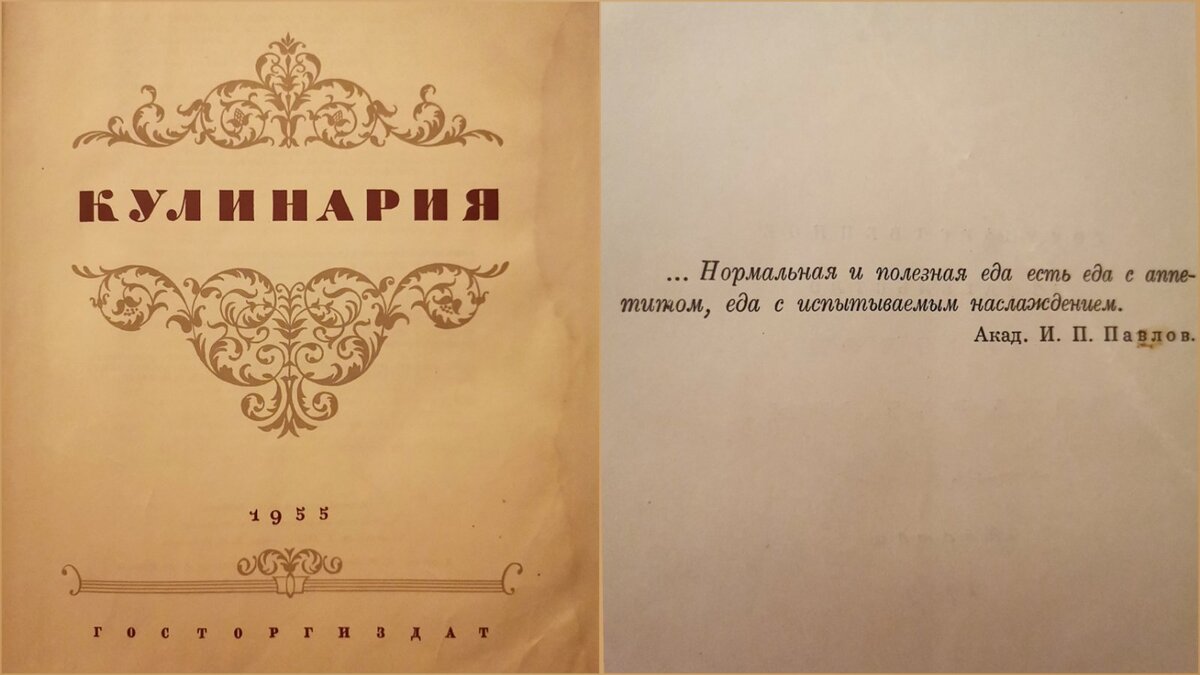 КУЛИНАРИЯ
1955
ГОСТОРГИЗДАТ
... Нормальная и полезная еда есть еда с аппе-
титом, еда с испытываемым наслаждением.
Акад. И. П. Павлов.